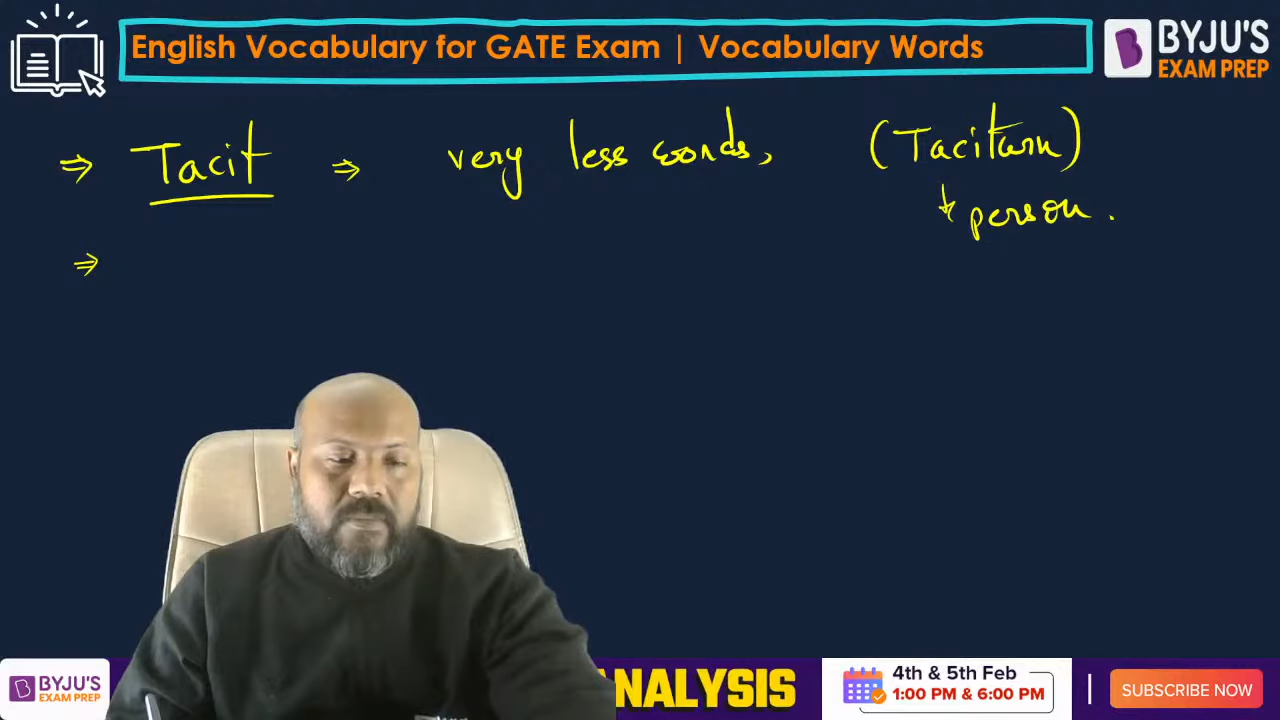 English Vocabulary for GATE Exam | Vocabulary Words
BYJU'S
EXAM PREP
⇒ Tacit ⇒ very less words, (Taciturn)
↳ person.
⇒
BYJU'S
EXAM PREP
NALYSIS
4th & 5th Feb
1:00 PM & 6:00 PM
SUBSCRIBE NOW